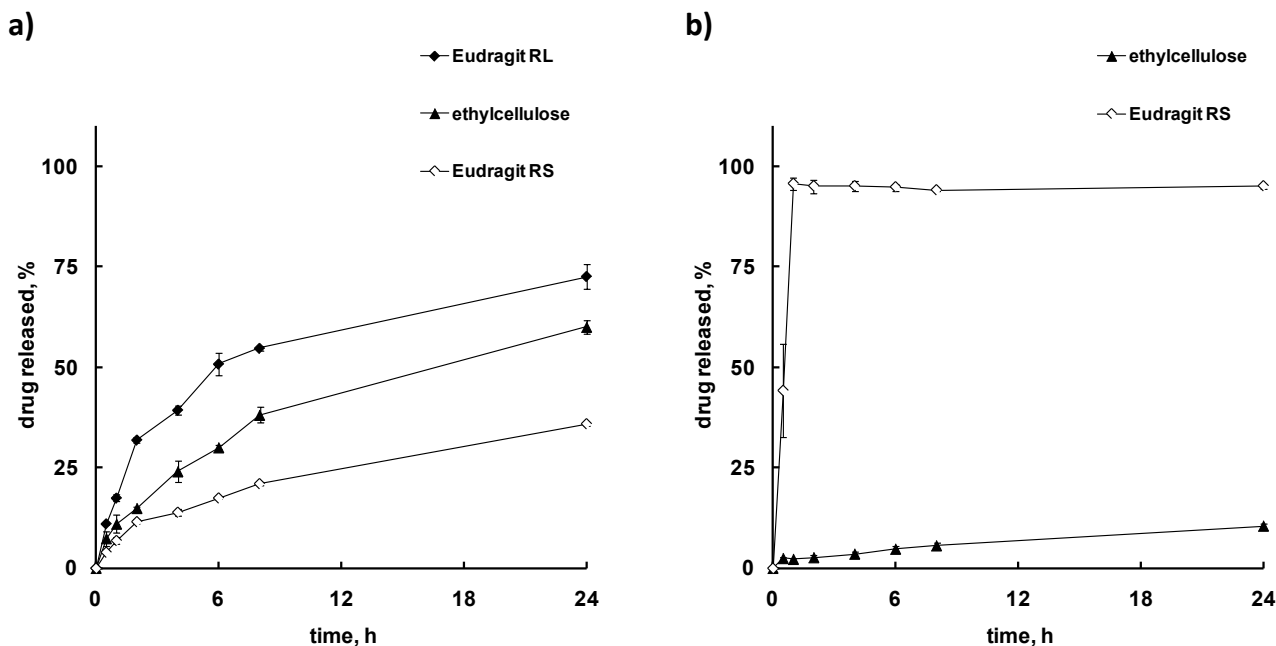 a)
Eudragit RL
ethylcellulose
Eudragit RS
100
75
50
25
0
drug released, %
0 6 12 18 24
time, h
b)
ethylcellulose
Eudragit RS
100
75
50
25
0
drug released, %
0 6 12 18 24
time, h